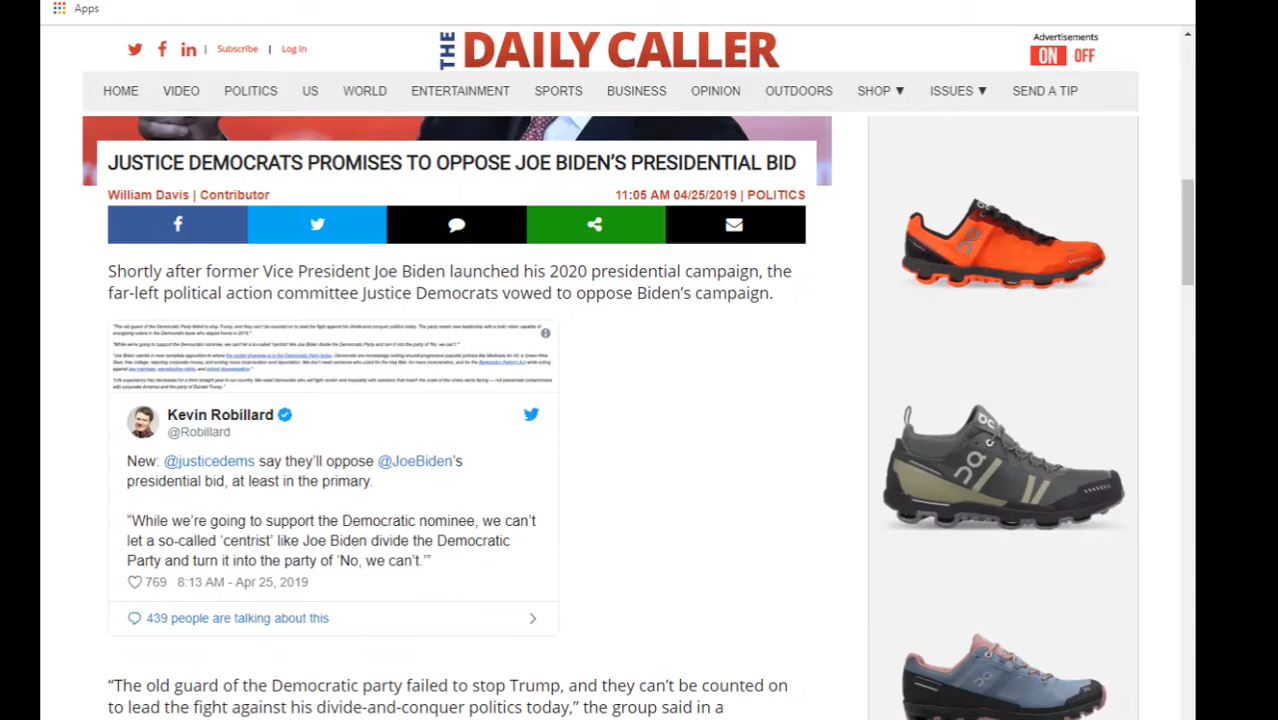 Apps
Subscribe | Log In
THE DAILY CALLER
Advertisements
ON OFF
HOME VIDEO POLITICS US WORLD ENTERTAINMENT SPORTS BUSINESS OPINION OUTDOORS SHOP ▼ ISSUES ▼ SEND A TIP
JUSTICE DEMOCRATS PROMISES TO OPPOSE JOE BIDEN'S PRESIDENTIAL BID
William Davis | Contributor
11:05 AM 04/25/2019 | POLITICS
Shortly after former Vice President Joe Biden launched his 2020 presidential campaign, the
far-left political action committee Justice Democrats vowed to oppose Biden's campaign.
Kevin Robillard
@Robillard
New: @justicedems say they'll oppose @JoeBiden's
presidential bid, at least in the primary.
“While we're going to support the Democratic nominee, we can't
let a so-called ‘centrist’ like Joe Biden divide the Democratic
Party and turn it into the party of ‘No, we can't.’”
769 8:13 AM - Apr 25, 2019
439 people are talking about this
“The old guard of the Democratic party failed to stop Trump, and they can't be counted on
to lead the fight against his divide-and-conquer politics today,” the group said in a